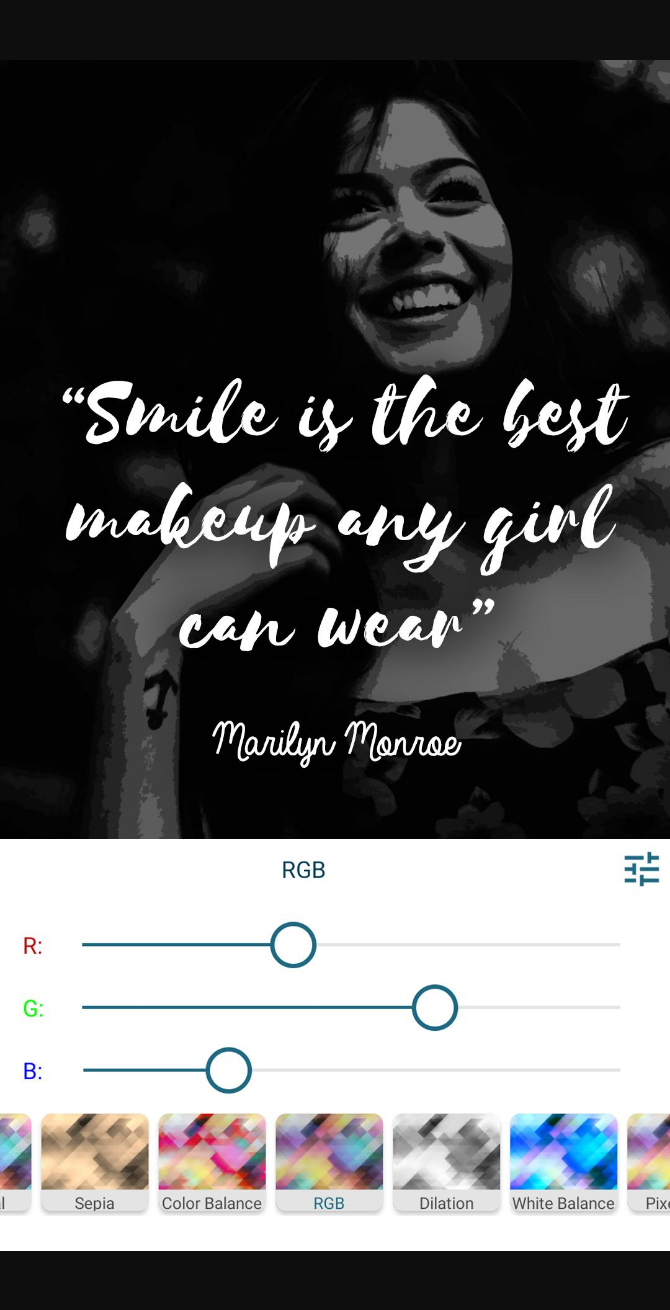 “Smile is the best
makeup any girl
can wear”
Marilyn Monroe
RGB
R:
G:
B:
Sepia
Color Balance
RGB
Dilation
White Balance